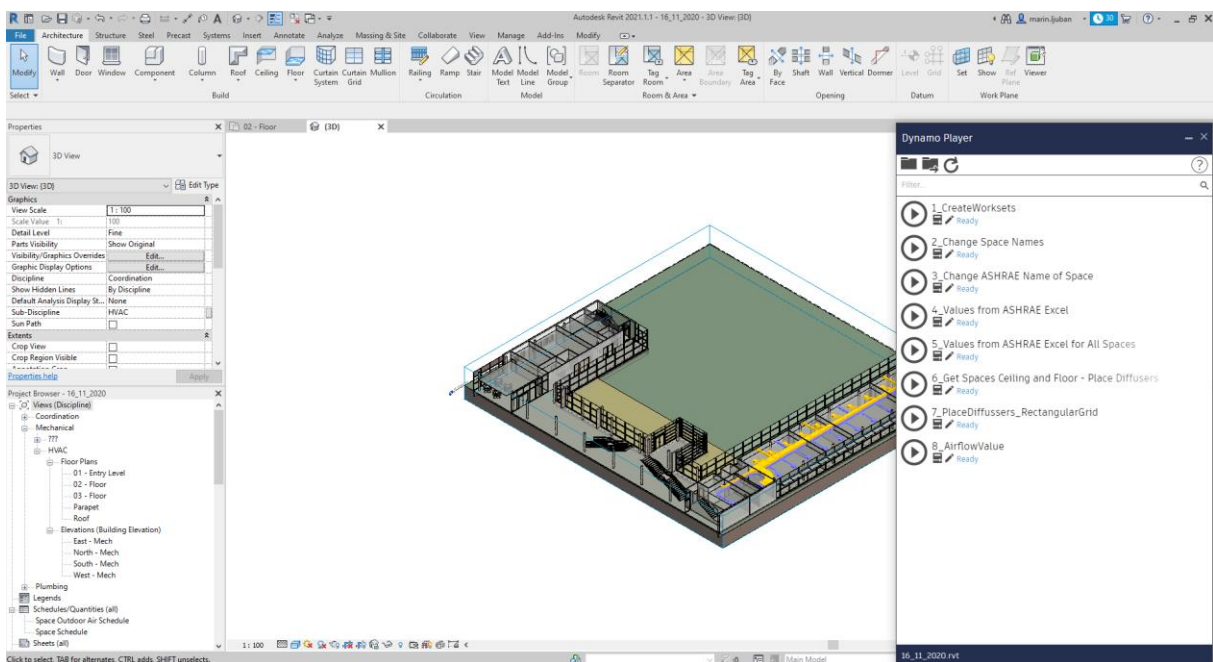 Autodesk Revit 2021.1.1 - 16_11_2020 - 3D View: {3D}
marin.ljuban
30
File Architecture Structure Steel Precast Systems Insert Annotate Analyze Massing & Site Collaborate View Manage Add-Ins Modify
Modify Wall Door Window Component Column Roof Ceiling Floor Curtain System Curtain Grid Mullion Railing Ramp Stair Model Text Model Line Model Group Room Room Separator Tag Room Area Area Boundary Tag Area By Face Shaft Wall Vertical Dormer Level Grid Set Show Ref Plane Viewer
Select Build Circulation Model Room & Area Opening Datum Work Plane
Properties
02 - Floor
{3D}
3D View
3D View: {3D} Edit Type
Graphics
View Scale 1 : 100
Scale Value 1: 100
Detail Level Fine
Parts Visibility Show Original
Visibility/Graphics Overrides Edit...
Graphic Display Options Edit...
Discipline Coordination
Show Hidden Lines By Discipline
Default Analysis Display St... None
Sub-Discipline HVAC
Sun Path
Extents
Crop View
Crop Region Visible
Properties help Apply
Project Browser - 16_11_2020
Views (Discipline)
Coordination
Mechanical
???
HVAC
Floor Plans
01 - Entry Level
02 - Floor
03 - Floor
Parapet
Roof
Elevations (Building Elevation)
East - Mech
North - Mech
South - Mech
West - Mech
Plumbing
Legends
Schedules/Quantities (all)
Space Outdoor Air Schedule
Space Schedule
Sheets (all)
1 : 100
Click to select, TAB for alternates, CTRL adds, SHIFT unselects.
Main Model
Dynamo Player
Filter...
1_CreateWorksets
Ready
2_Change Space Names
Ready
3_Change ASHRAE Name of Space
Ready
4_Values from ASHRAE Excel
Ready
5_Values from ASHRAE Excel for All Spaces
Ready
6_Get Spaces Ceiling and Floor - Place Diffusers
Ready
7_PlaceDiffussers_RectangularGrid
Ready
8_AirflowValue
Ready
16_11_2020.rvt